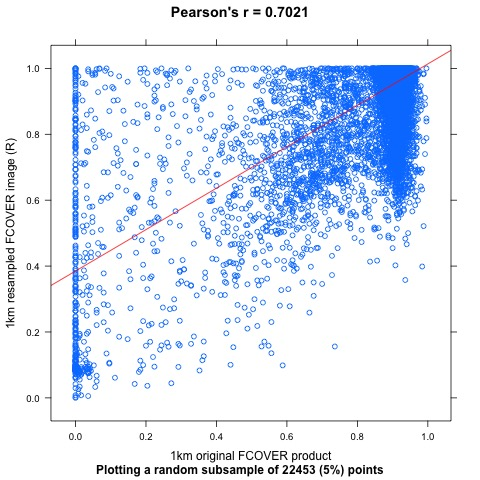 Pearson's r = 0.7021
1.0
0.8
0.6
0.4
0.2
0.0
1km resampled FCOVER image (R)
0.0 0.2 0.4 0.6 0.8 1.0
1km original FCOVER product
Plotting a random subsample of 22453 (5%) points